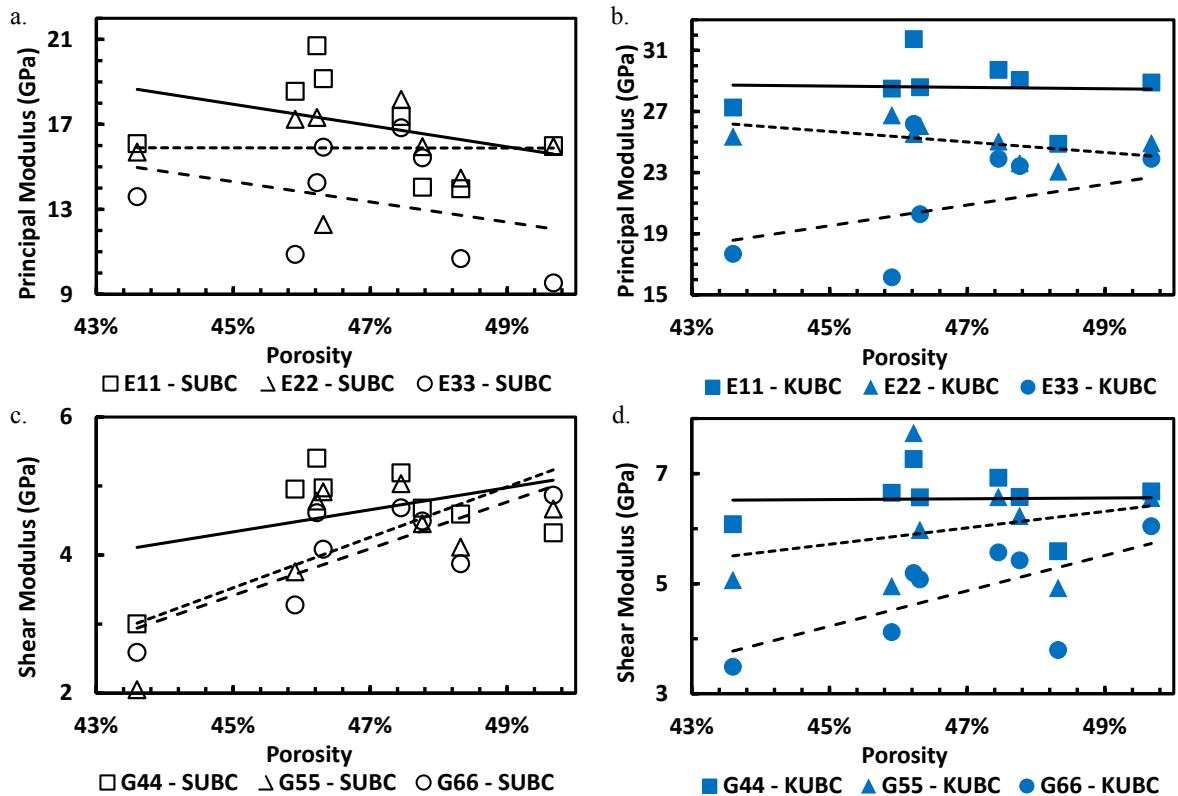 a.
Principal Modulus (GPa)
21
17
13
9
43% 45% 47% 49%
Porosity
E11 - SUBC E22 - SUBC E33 - SUBC
b.
Principal Modulus (GPa)
31
27
23
19
15
43% 45% 47% 49%
Porosity
E11 - KUBC E22 - KUBC E33 - KUBC
c.
Shear Modulus (GPa)
6
4
2
43% 45% 47% 49%
Porosity
G44 - SUBC G55 - SUBC G66 - SUBC
d.
Shear Modulus (GPa)
7
5
3
43% 45% 47% 49%
Porosity
G44 - KUBC G55 - KUBC G66 - KUBC